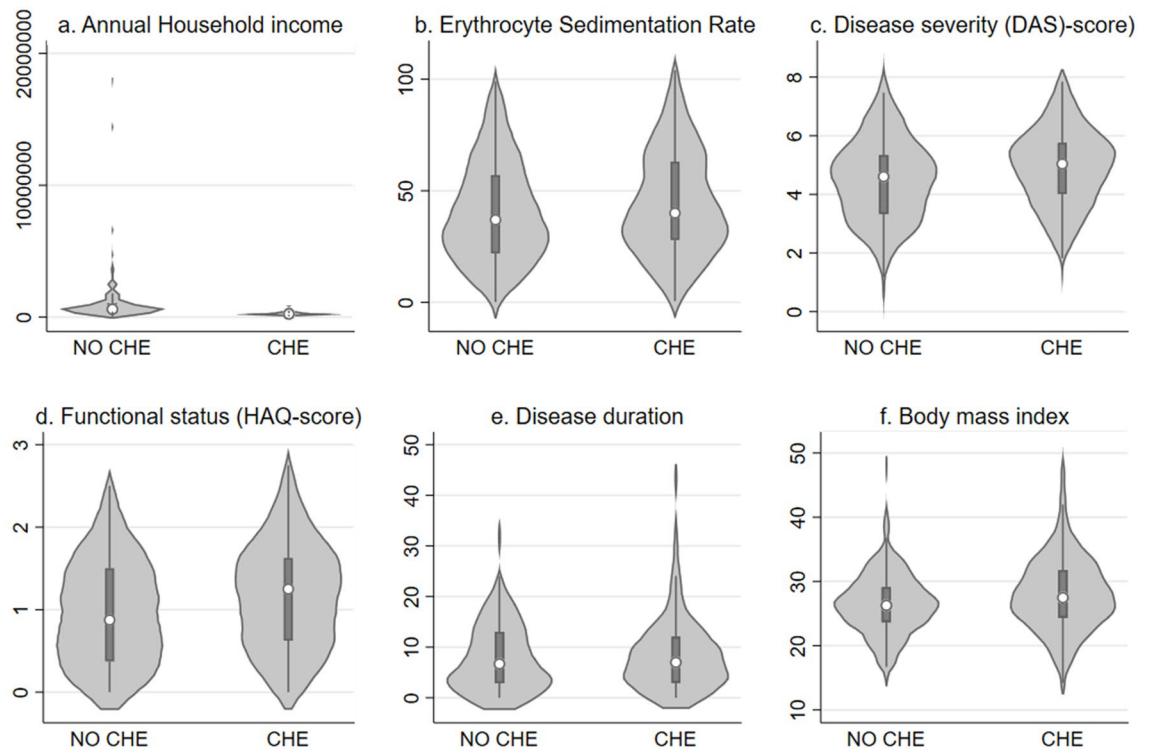 a. Annual Household income
20000000
10000000
0
NO CHE
CHE
b. Erythrocyte Sedimentation Rate
100
50
0
NO CHE
CHE
c. Disease severity (DAS)-score)
8
6
4
2
0
NO CHE
CHE
d. Functional status (HAQ-score)
3
2
1
0
NO CHE
CHE
e. Disease duration
50
40
30
20
10
0
NO CHE
CHE
f. Body mass index
50
40
30
20
10
NO CHE
CHE